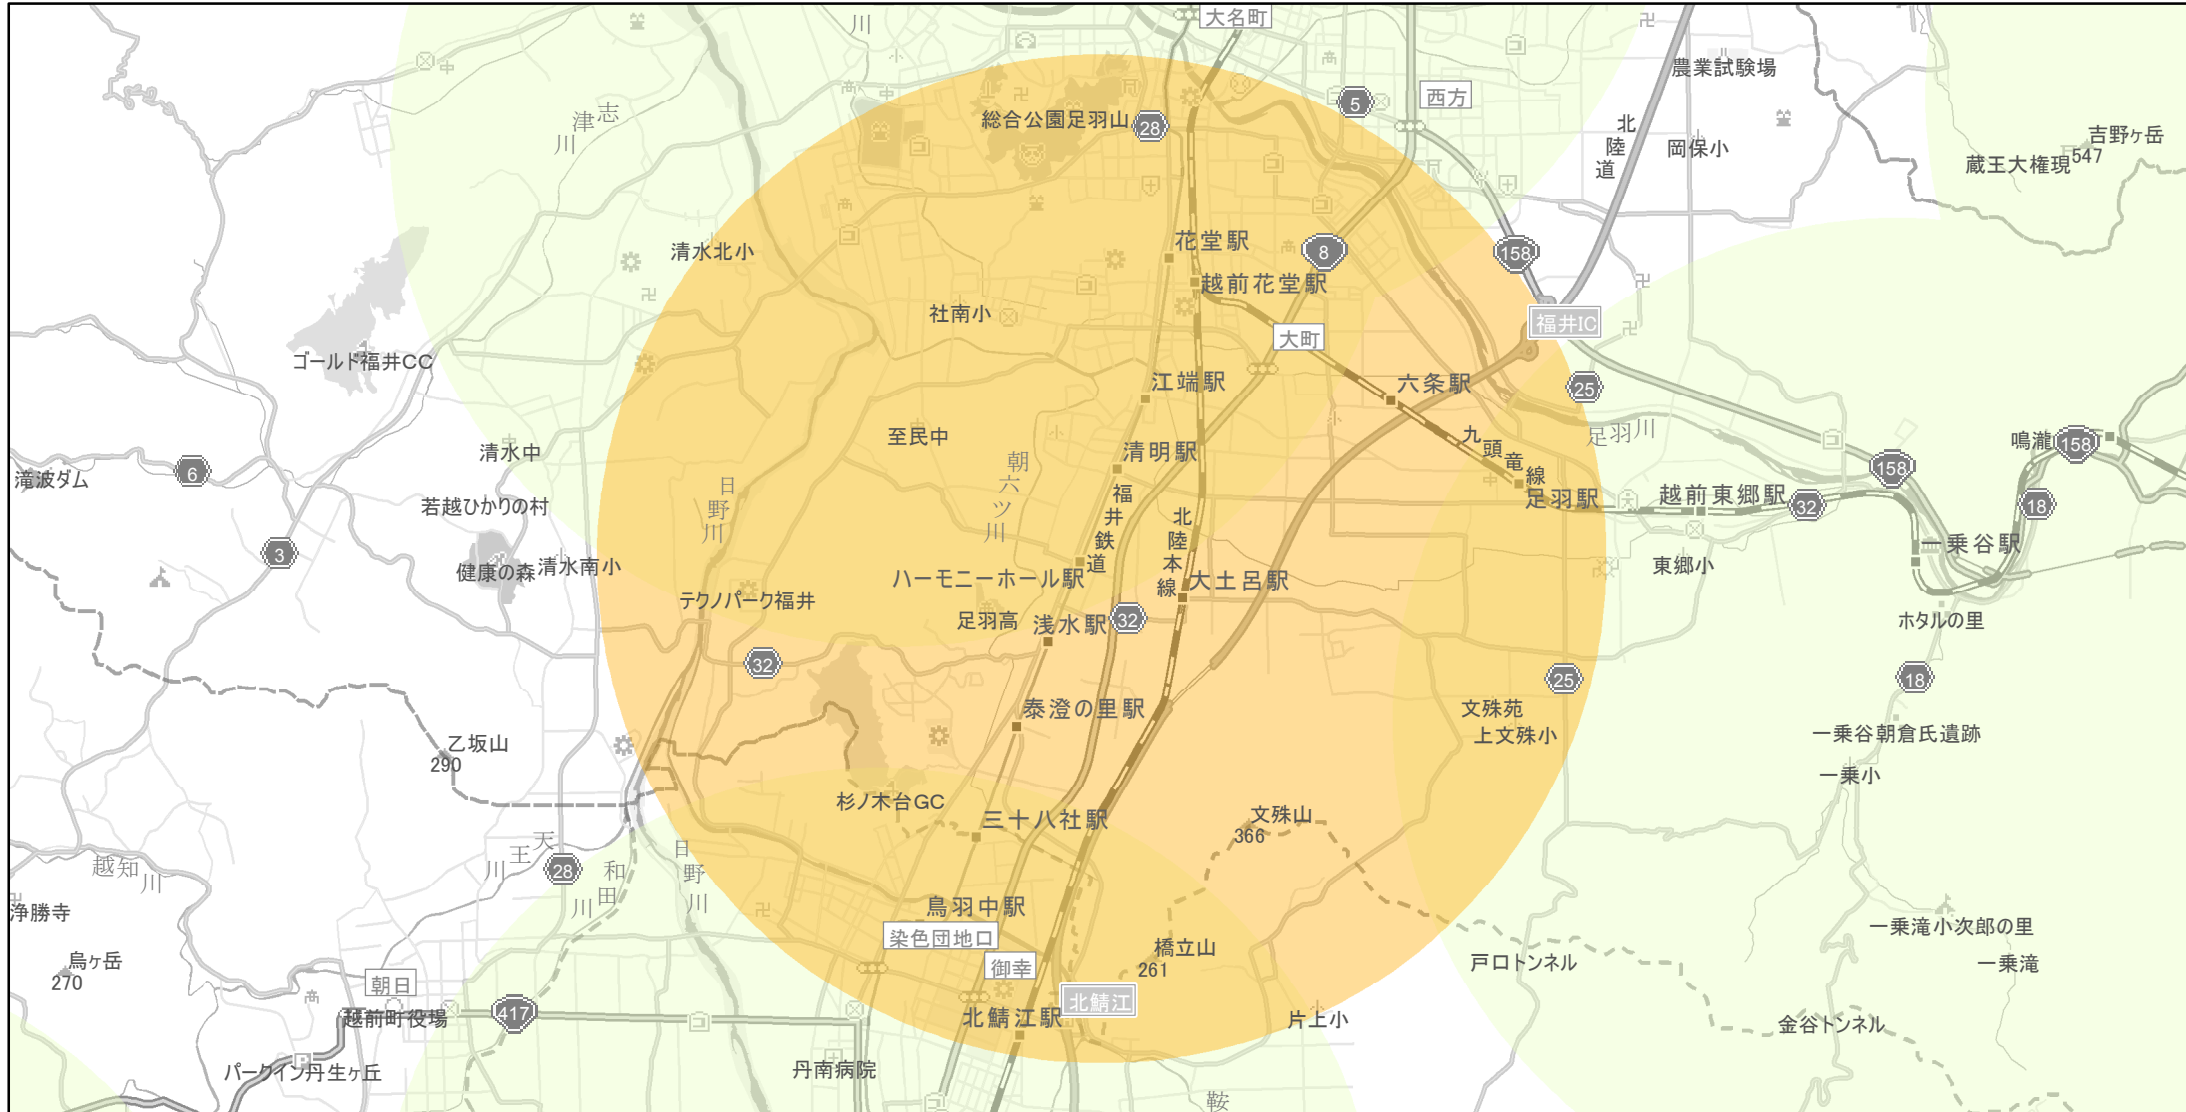 大名町
川
農業試験場
志津川
5
西方
総合公園足羽山
28
北陸道
岡保小
吉野ヶ岳
547
蔵王大権現
清水北小
花堂駅
8
158
越前花堂駅
社南小
福井IC
大町
ゴールド福井CC
江端駅
六条駅
25
至民中
足羽川
清水中
清明駅
九頭竜線
鳴瀧
158
滝波ダム
6
朝六ツ川
158
若越ひかりの村
日野川
福井鉄道
足羽駅
越前東郷駅
32
18
北陸本線
3
一乗谷駅
健康の森
清水南小
ハーモニーホール駅
大土呂駅
東郷小
テクノパーク福井
足羽高
浅水駅
32
ホタルの里
32
25
18
泰澄の里駅
文殊苑
上文殊小
一乗谷朝倉氏遺跡
乙坂山
290
一乗小
杉ノ木台GC
三十八社駅
文殊山
366
天王川
越知川
28
和田川
日野川
浄勝寺
鳥羽中駅
一乗滝小次郎の里
染色団地口
橋立山
261
烏ヶ岳
270
御幸
戸口トンネル
一乗滝
朝日
北鯖江
越前町役場
417
北鯖江駅
片上小
金谷トンネル
P
パークイン丹生ヶ丘
丹南病院
鞍